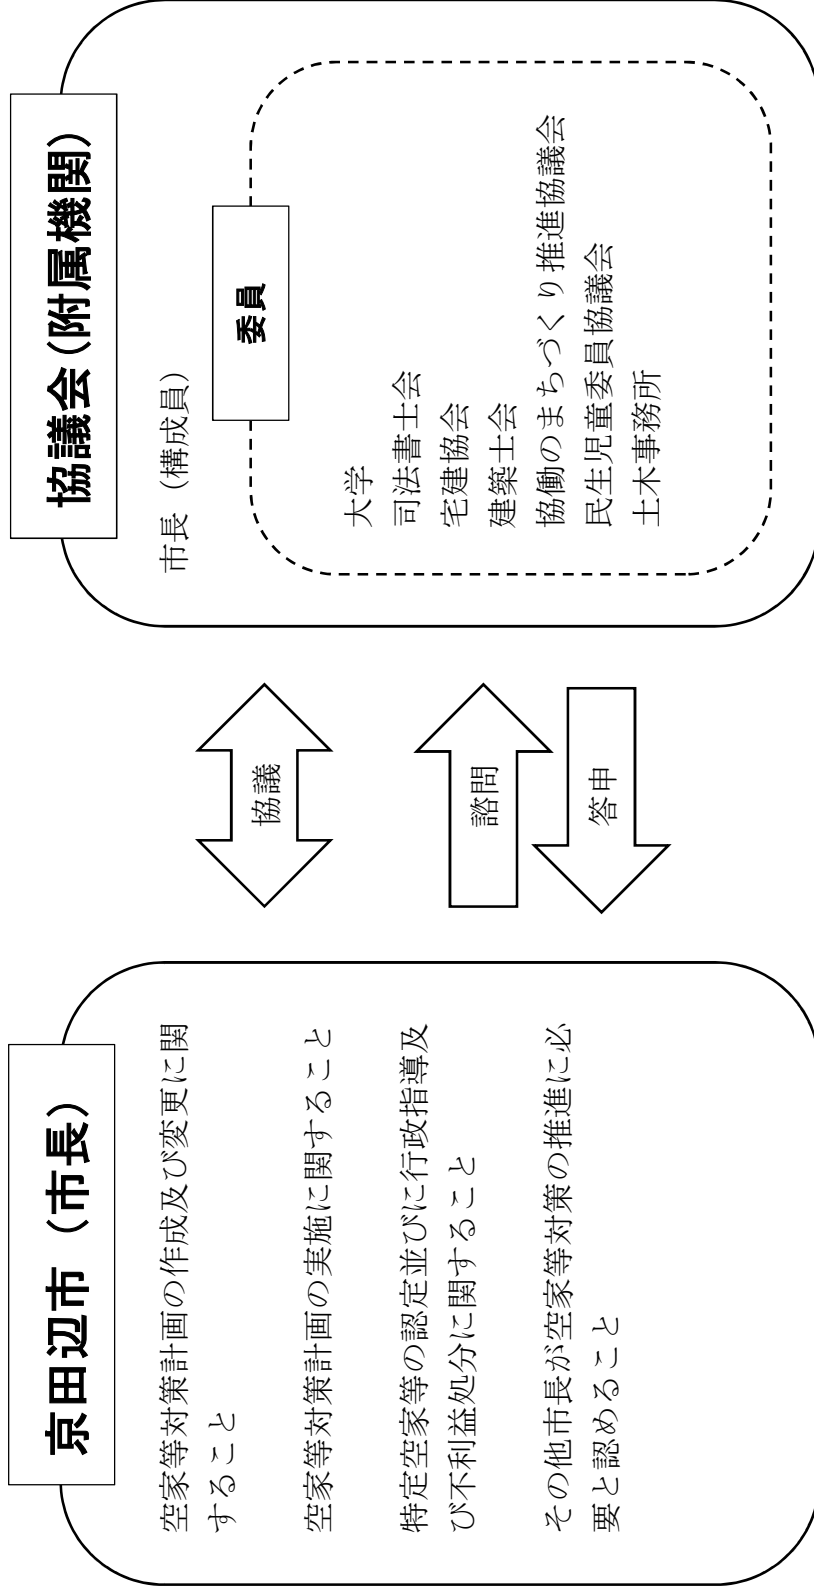 京田辺市（市長）
空家等対策計画の作成及び変更に関
すること
空家等対策計画の実施に関すること
特定空家等の認定並びに行政指導及
び不利益処分に関すること
その他市長が空家等対策の推進に必
要と認めること
協議
諮問
答申
協議会(附属機関)
市長（構成員）
委員
大学
司法書士会
宅建協会
建築士会
協働のまちづくり推進協議会
民生児童委員協議会
土木事務所